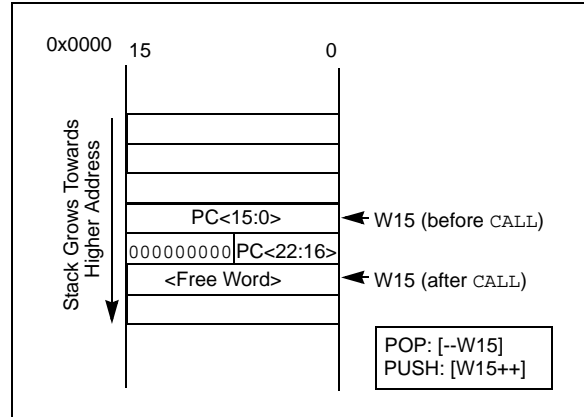 0x0000
15 0
Stack Grows Towards
Higher Address
PC<15:0>
W15 (before CALL)
000000000 PC<22:16>
<Free Word>
W15 (after CALL)
POP: [--W15]
PUSH: [W15++]